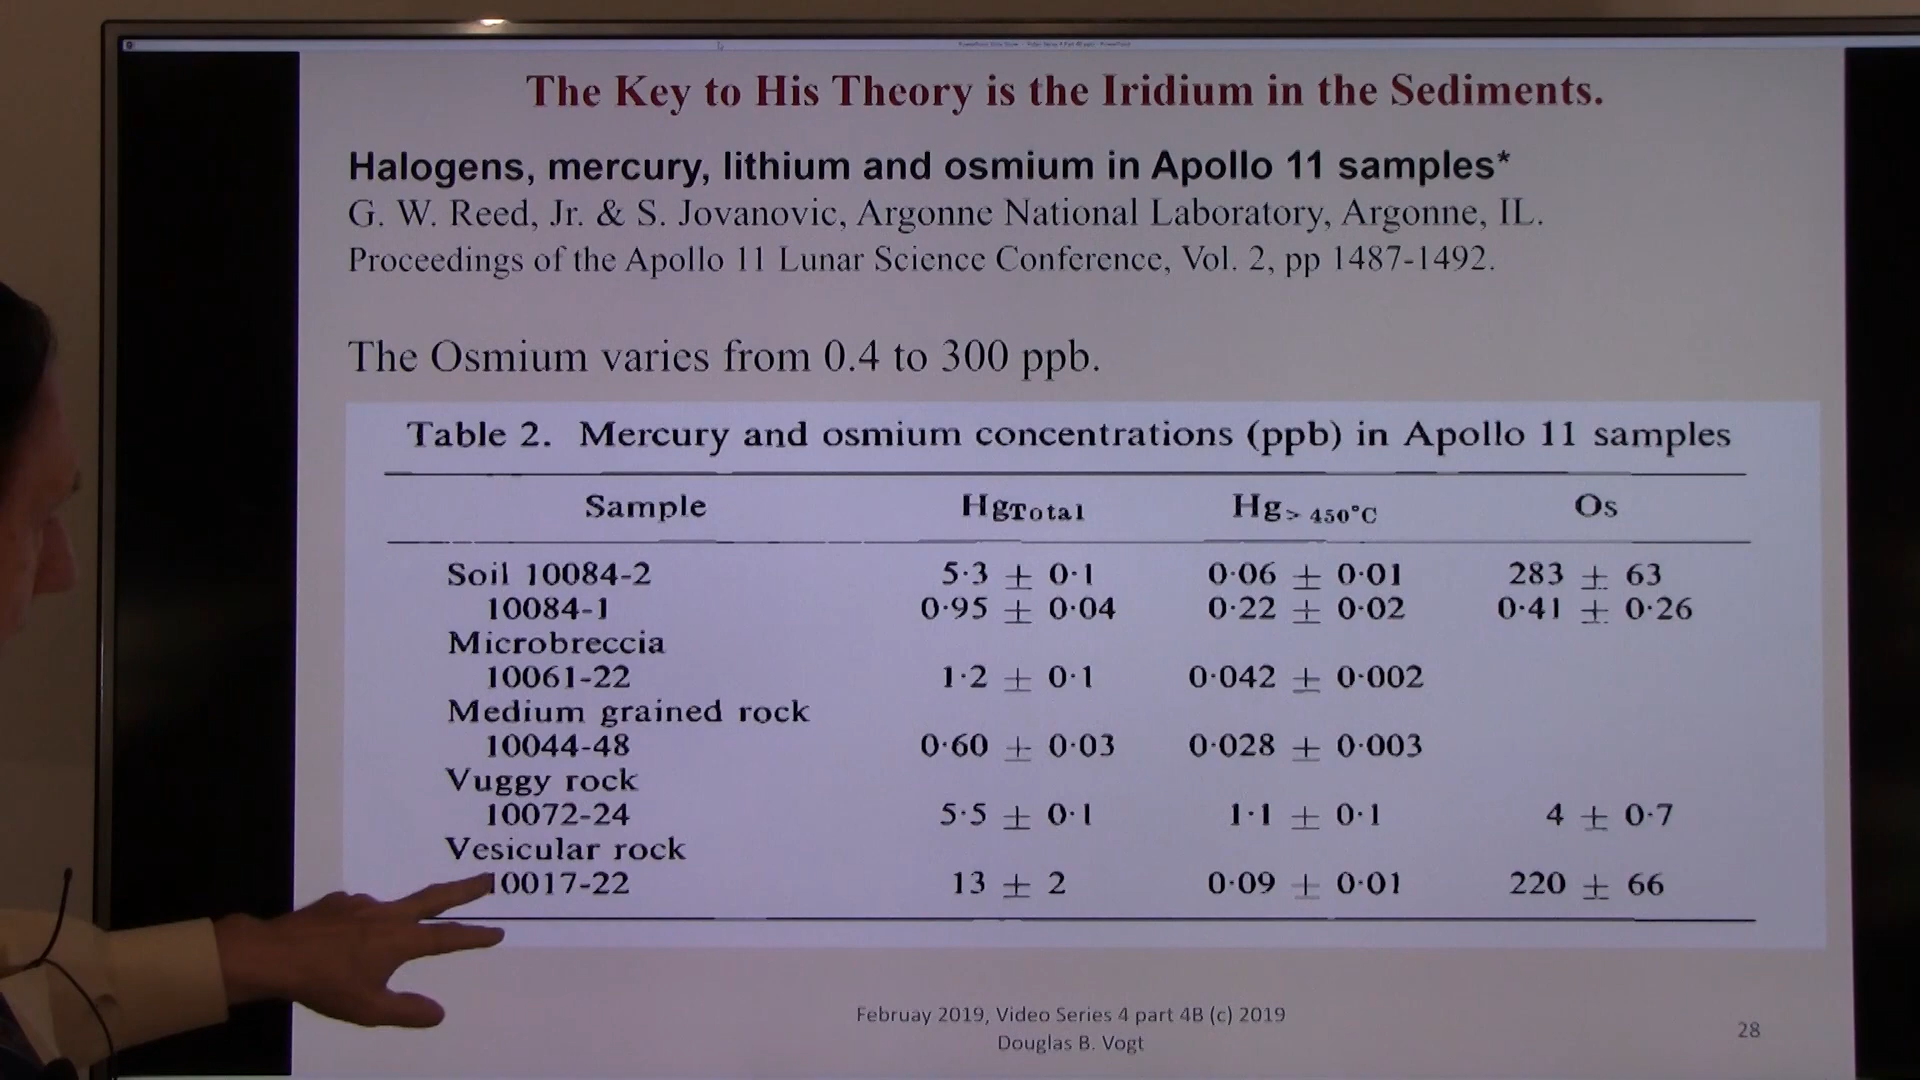 The Key to His Theory is the Iridium in the Sediments.
Halogens, mercury, lithium and osmium in Apollo 11 samples*
G. W. Reed, Jr. & S. Jovanovic, Argonne National Laboratory, Argonne, IL.
Proceedings of the Apollo 11 Lunar Science Conference, Vol. 2, pp 1487-1492.
The Osmium varies from 0.4 to 300 ppb.
Table 2. Mercury and osmium concentrations (ppb) in Apollo 11 samples
Sample HgTotal Hg> 450°C Os
Soil 10084-2 5·3 ± 0·1 0·06 ± 0·01 283 ± 63
10084-1 0·95 ± 0·04 0·22 ± 0·02 0·41 ± 0·26
Microbreccia
10061-22 1·2 ± 0·1 0·042 ± 0·002
Medium grained rock
10044-48 0·60 ± 0·03 0·028 ± 0·003
Vuggy rock
10072-24 5·5 ± 0·1 1·1 ± 0·1 4 ± 0·7
Vesicular rock
10017-22 13 ± 2 0·09 ± 0·01 220 ± 66
Februay 2019, Video Series 4 part 4B (c) 2019
Douglas B. Vogt
28